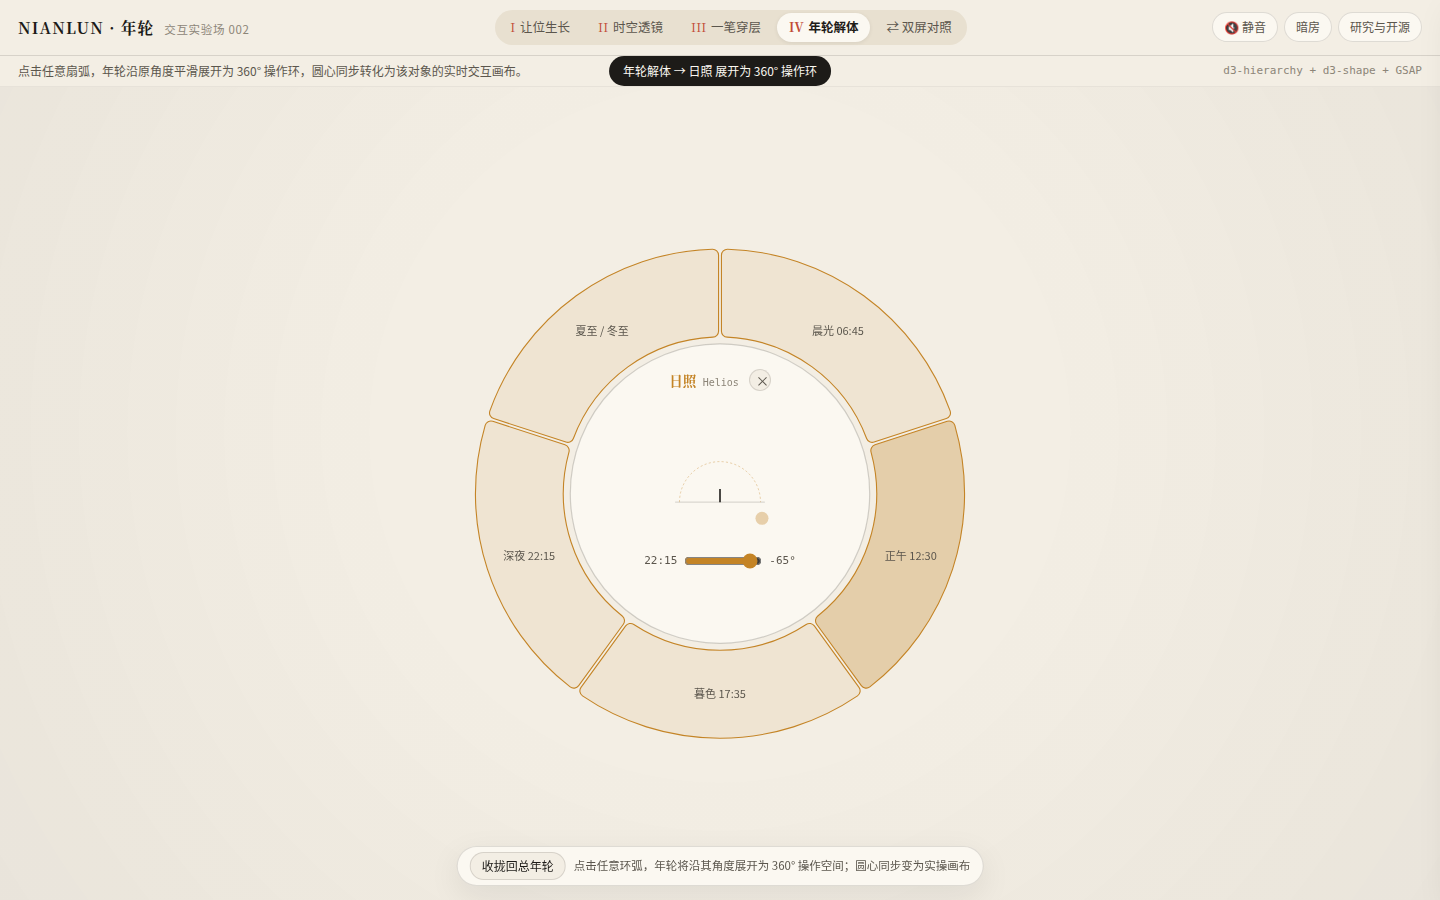 NIANLUN · 年轮 交互实验场 002
I 让位生长 II 时空透镜 III 一笔穿层 IV 年轮解体 ⇄ 双屏对照
🔇 静音 暗房 研究与开源
点击任意扇弧，年轮沿原角度平滑展开为 360° 操作环，圆心同步转化为该对象的实时交互画布。
年轮解体 → 日照 展开为 360° 操作环
d3-hierarchy + d3-shape + GSAP
夏至 / 冬至
晨光 06:45
日照 Helios ×
深夜 22:15
正午 12:30
22:15 -65°
暮色 17:35
收拢回总年轮 点击任意环弧，年轮将沿其角度展开为 360° 操作空间；圆心同步变为实操画布